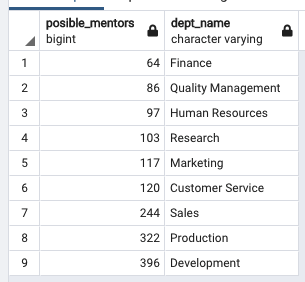 posible_mentors dept_name
bigint character varying
1 64 Finance
2 86 Quality Management
3 97 Human Resources
4 103 Research
5 117 Marketing
6 120 Customer Service
7 244 Sales
8 322 Production
9 396 Development